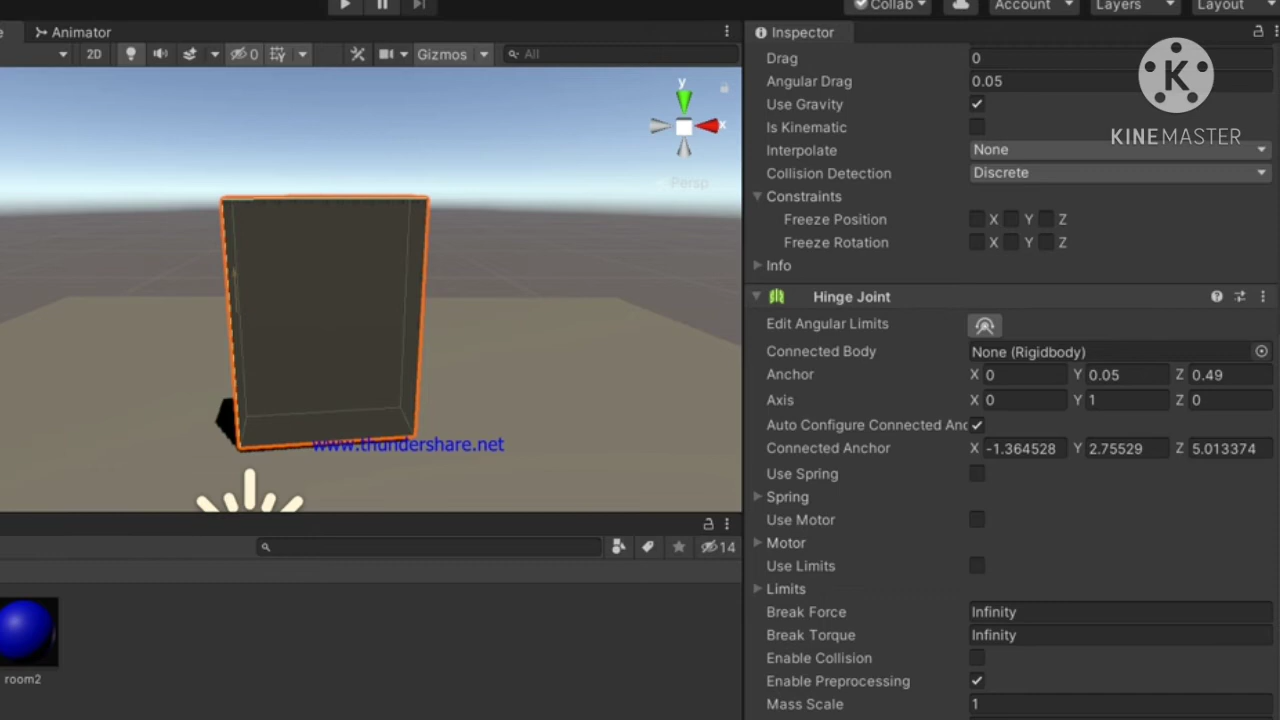 Collab
Account
Layers
Layout
Animator
2D
0
Gizmos
All
y
x
Persp
www.thundershare.net
14
room2
Inspector
Drag 0
Angular Drag 0.05
Use Gravity
Is Kinematic
Interpolate None
Collision Detection Discrete
Constraints
Freeze Position X Y Z
Freeze Rotation X Y Z
Info
K
KINEMASTER
Hinge Joint
Edit Angular Limits
Connected Body None (Rigidbody)
Anchor X 0 Y 0.05 Z 0.49
Axis X 0 Y 1 Z 0
Auto Configure Connected Anc
Connected Anchor X -1.364528 Y 2.75529 Z 5.013374
Use Spring
Spring
Use Motor
Motor
Use Limits
Limits
Break Force Infinity
Break Torque Infinity
Enable Collision
Enable Preprocessing
Mass Scale 1